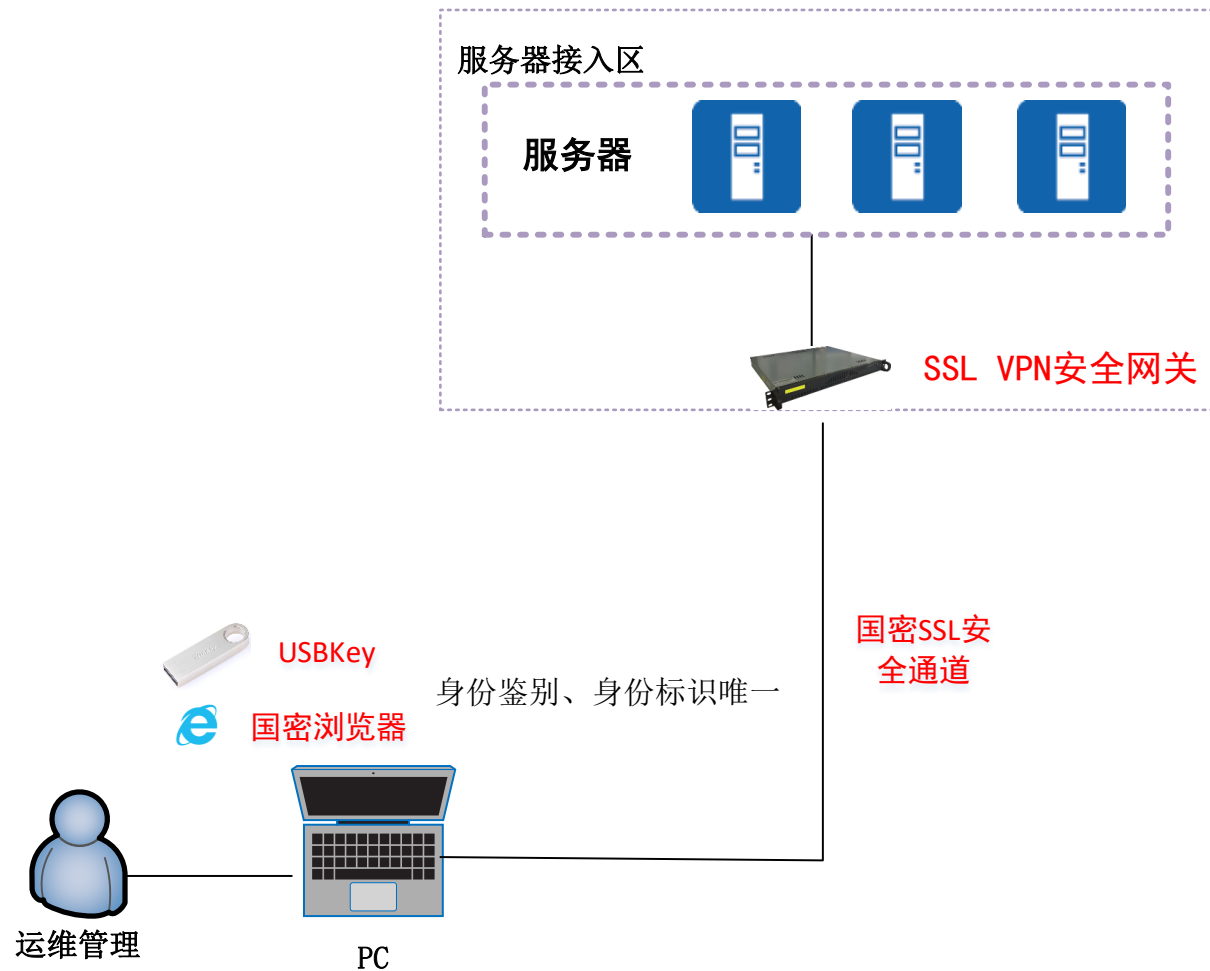 服务器接入区
服务器
SSL VPN安全网关
国密SSL安
全通道
USBKey
身份鉴别、身份标识唯一
国密浏览器
运维管理
PC